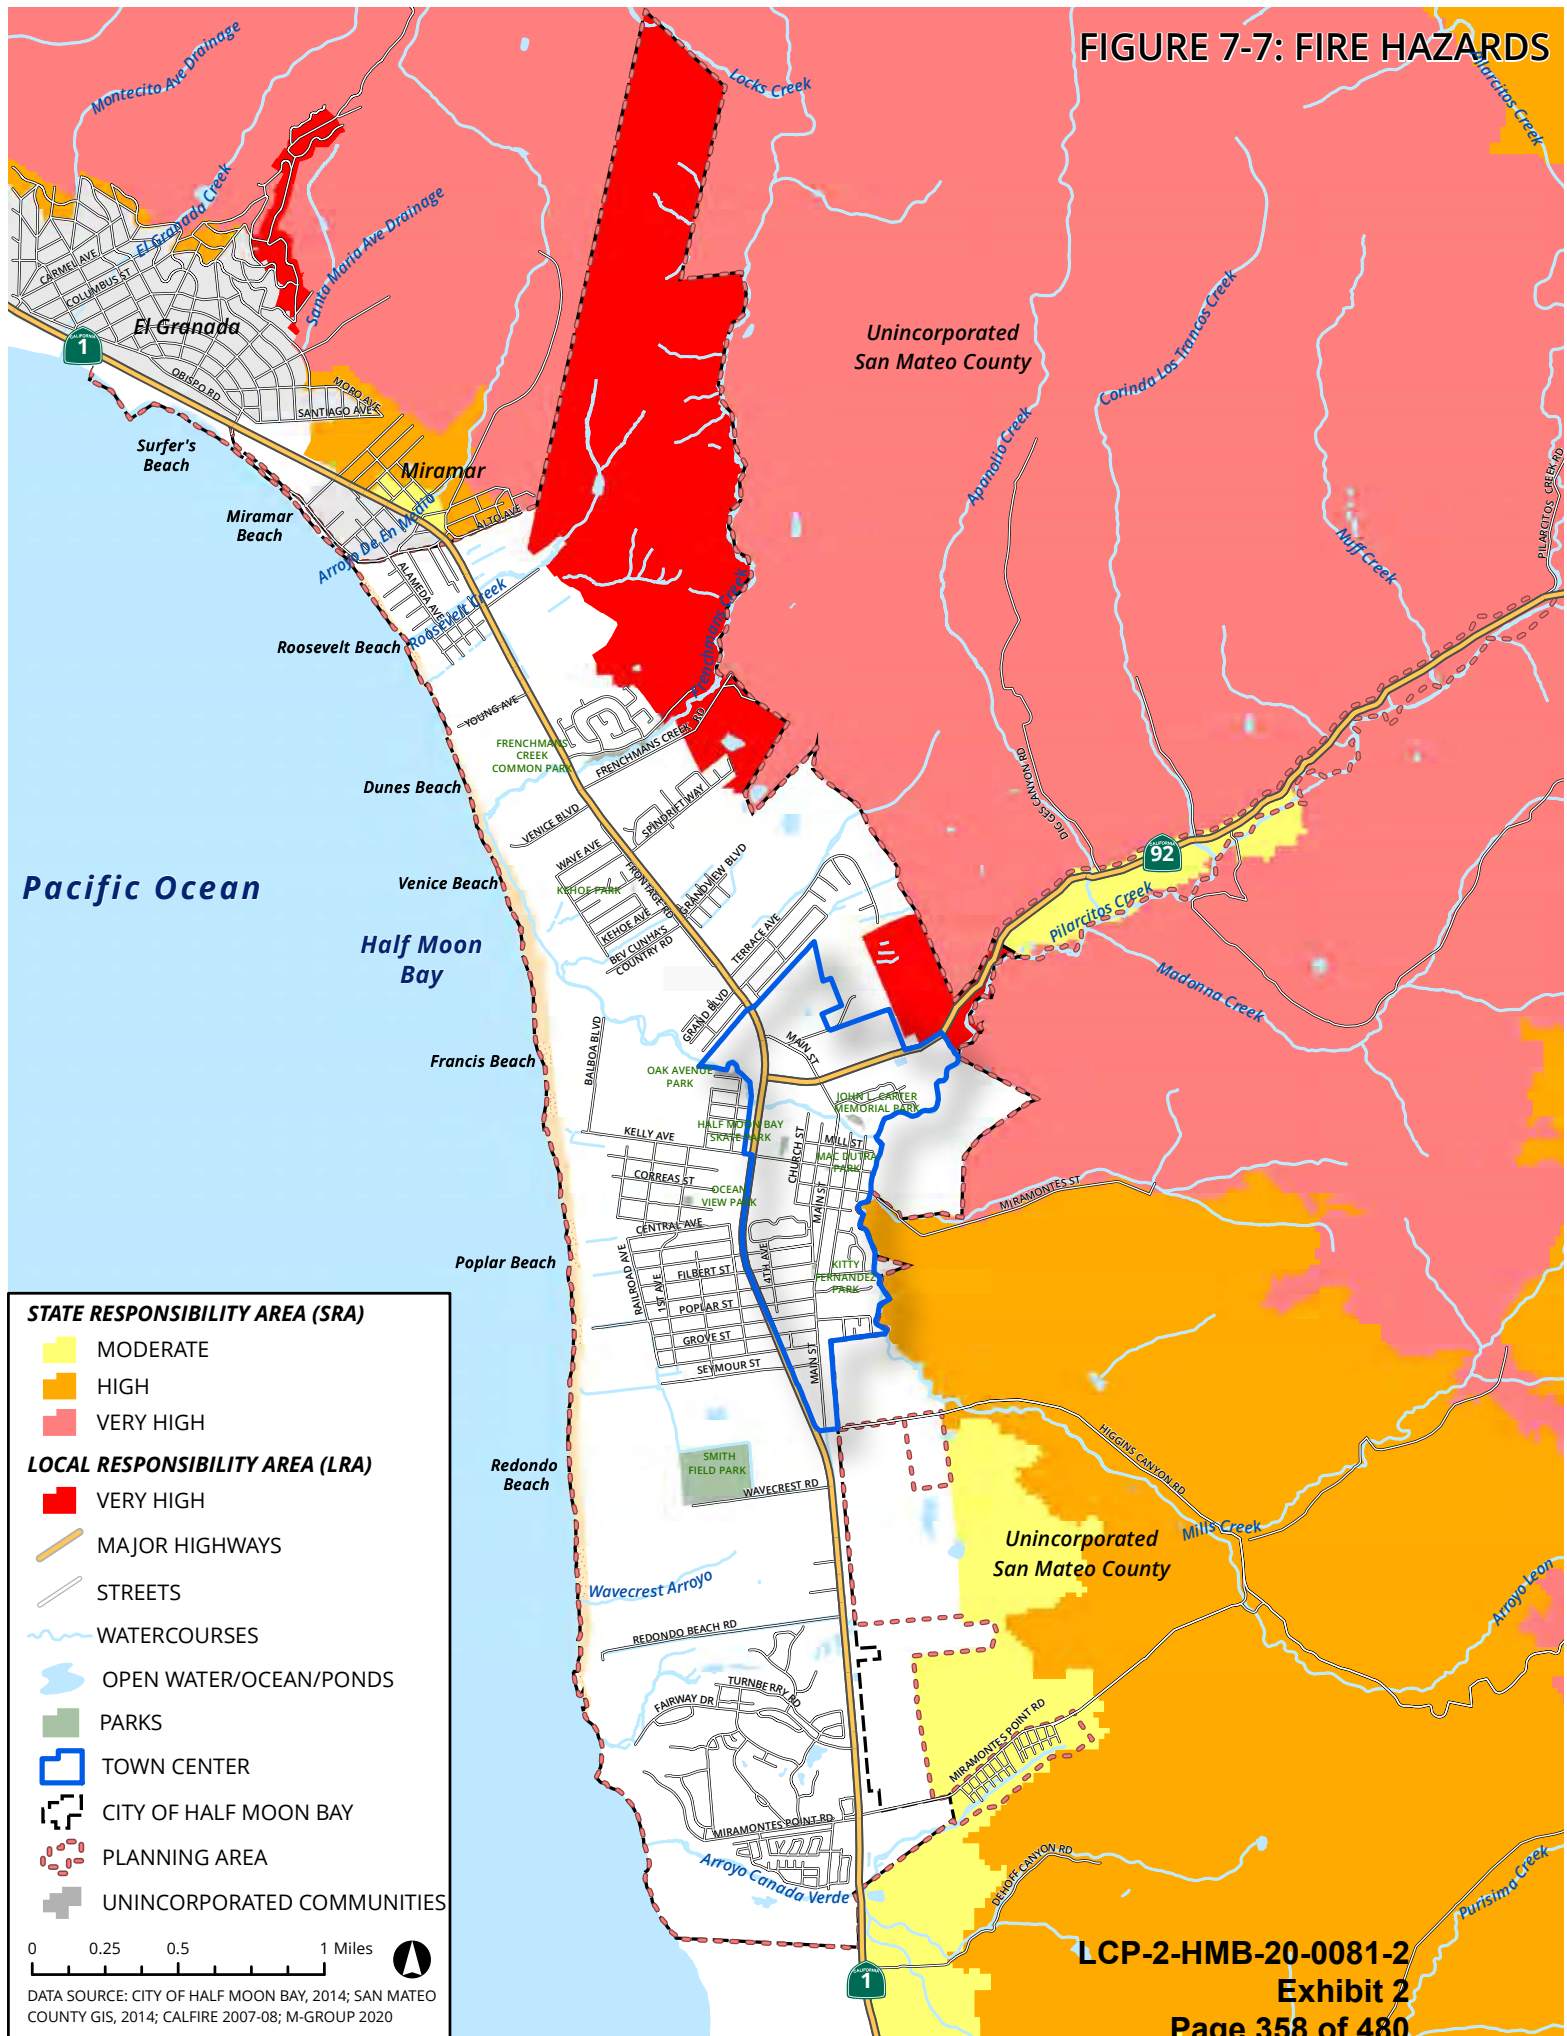 FIGURE 7-7: FIRE HAZARDS
Montecito Ave Drainage
Locks Creek
Pilarcitos Creek
El Granada Creek
Santa Maria Ave Drainage
CARMEL AVE
COLUMBUS ST
El Granada
CALIFORNIA
1
OBISPO RD
MORO AVE
SANTIAGO AVE
Unincorporated
San Mateo County
Corinda Los Trancos Creek
Apanolio Creek
Surfer's
Beach
Miramar
Miramar
Beach
ALTO AVE
Arroyo De En Medio
ALAMEDA AVE
Roosevelt Creek
Roosevelt Beach
Frenchmans Creek
Nuff Creek
PILARCITOS CREEK RD
YOUNG AVE
FRENCHMANS
CREEK
COMMON PARK
FRENCHMANS CREEK RD
Dunes Beach
VENICE BLVD
SPINDRIFT WAY
DIGGES CANYON RD
WAVE AVE
FRONTAGE RD
GRANDVIEW BLVD
CALIFORNIA
92
Pacific Ocean
Venice Beach
KEHOE PARK
KEHOE AVE
BEV CUNHA'S
COUNTRY RD
TERRACE AVE
Pilarcitos Creek
Half Moon
Bay
Madonna Creek
GRAND BLVD
MAIN ST
BALBOA BLVD
Francis Beach
OAK AVENUE
PARK
JOHN L. CARTER
MEMORIAL PARK
HALF MOON BAY
SKATE PARK
KELLY AVE
CHURCH ST
MILL ST
MAC DUTRA
PARK
CORREAS ST
OCEAN
VIEW PARK
MAIN ST
MIRAMONTES ST
CENTRAL AVE
Poplar Beach
RAILROAD AVE
1ST AVE
FILBERT ST
4TH AVE
KITTY
FERNANDEZ
PARK
POPLAR ST
GROVE ST
SEYMOUR ST
MAIN ST
HIGGINS CANYON RD
Redondo
Beach
SMITH
FIELD PARK
WAVECREST RD
Mills Creek
Unincorporated
San Mateo County
Wavecrest Arroyo
Arroyo Leon
REDONDO BEACH RD
TURNBERRY RD
FAIRWAY DR
MIRAMONTES POINT RD
MIRAMONTES POINT RD
Arroyo Canada Verde
DEHOFF CANYON RD
Purisima Creek
CALIFORNIA
1
STATE RESPONSIBILITY AREA (SRA)
MODERATE
HIGH
VERY HIGH
LOCAL RESPONSIBILITY AREA (LRA)
VERY HIGH
MAJOR HIGHWAYS
STREETS
WATERCOURSES
OPEN WATER/OCEAN/PONDS
PARKS
TOWN CENTER
CITY OF HALF MOON BAY
PLANNING AREA
UNINCORPORATED COMMUNITIES
0 0.25 0.5 1 Miles
DATA SOURCE: CITY OF HALF MOON BAY, 2014; SAN MATEO
COUNTY GIS, 2014; CALFIRE 2007-08; M-GROUP 2020
LCP-2-HMB-20-0081-2
Exhibit 2
Page 358 of 480